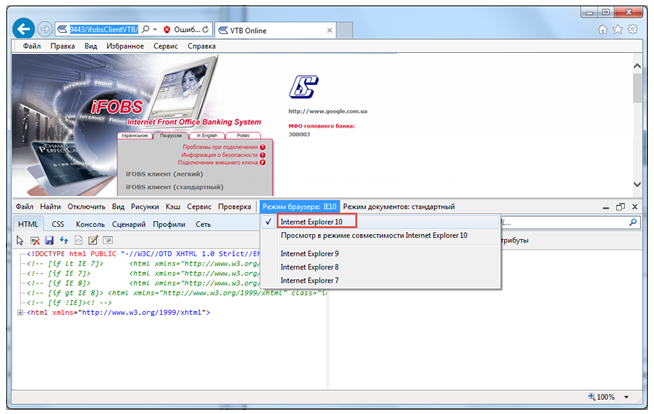 9443/ifobsClientVTB/
Ошиб...
VTB Online
Файл Правка Вид Избранное Сервис Справка
INTERNET FRONT
iFOBS
Internet Front Office Banking System
Українською По-русски in English Polski
Проблемы при подключении
Информация о безопасности
Подключение внешнего ключа
iFOBS клиент (легкий)
iFOBS клиент (стандартный)
http://www.google.com.ua
МФО головного банка:
300003
Файл Найти Отключить Вид Рисунки Кэш Сервис Проверка Режим браузера: IE10 Режим документов: стандартный
HTML CSS Консоль Сценарий Профили Сеть
Internet Explorer 10
Просмотр в режиме совместимости Internet Explorer 10
Internet Explorer 9
Internet Explorer 8
Internet Explorer 7
трибуты
<!DOCTYPE html PUBLIC "-//W3C//DTD XHTML 1.0 Strict//EN
<!-- [if lt IE 7]> <html xmlns="http://www.w3.org/
<!-- [if IE 7]> <html xmlns="http://www.w3.org/
<!-- [if IE 8]> <html xmlns="http://www.w3.org/
<!-- [if gt IE 8]> <html xmlns="http://www.w3.org/1999/xhtml" class="i
<!-- [if !IE]><! -->
<html xmlns="http://www.w3.org/1999/xhtml">
100%